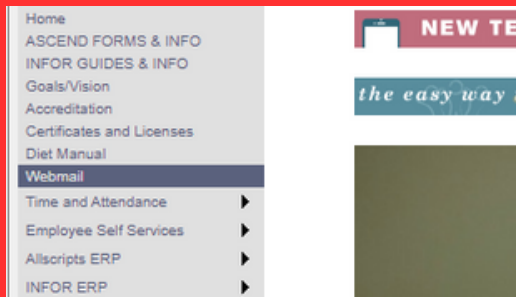 Home
ASCEND FORMS & INFO
INFOR GUIDES & INFO
Goals/Vision
Accreditation
Certificates and Licenses
Diet Manual
Webmail
Time and Attendance
Employee Self Services
Allscripts ERP
INFOR ERP
NEW TE
the easy way